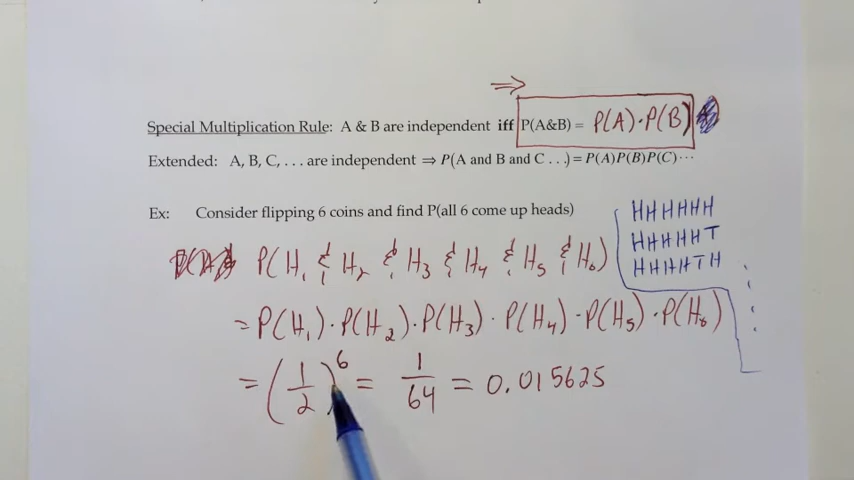 Special Multiplication Rule: A & B are independent iff P(A&B) = P(A)·P(B)
Extended: A, B, C, . . . are independent ⟹ P(A and B and C . . .) = P(A)P(B)P(C) ···
Ex: Consider flipping 6 coins and find P(all 6 come up heads)
HHHHHH
HHHHHT
HHHHTH
P(H₁ & H₂ & H₃ & H₄ & H₅ & H₆)
= P(H₁)·P(H₂)·P(H₃)·P(H₄)·P(H₅)·P(H₆)
= (1/2)⁶ = 1/64 = 0.015625